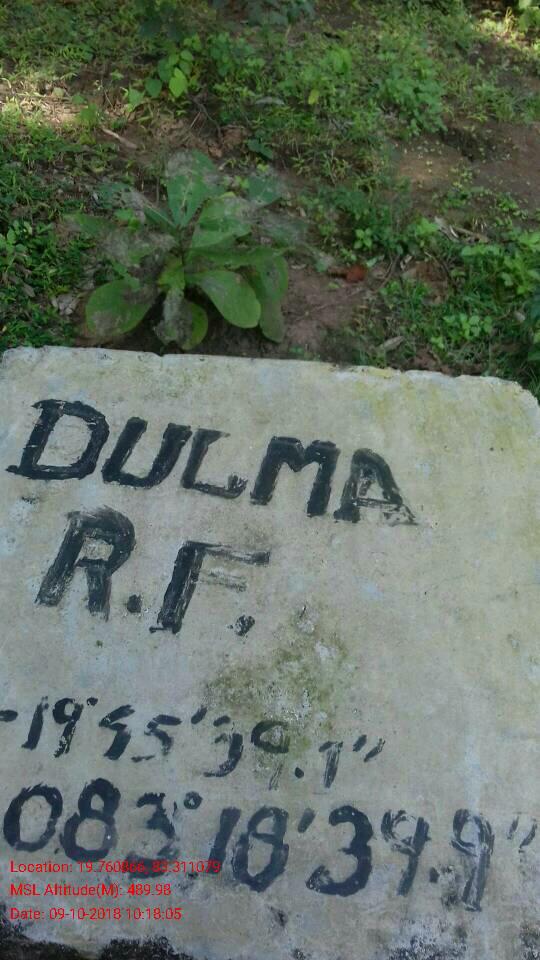 DULMA
R.F.
-19°55'39.1"
083°18'39.9"
Location: 19.760866, 83.311079
MSL Altitude(M): 489.98
Date: 09-10-2018 10:18:05